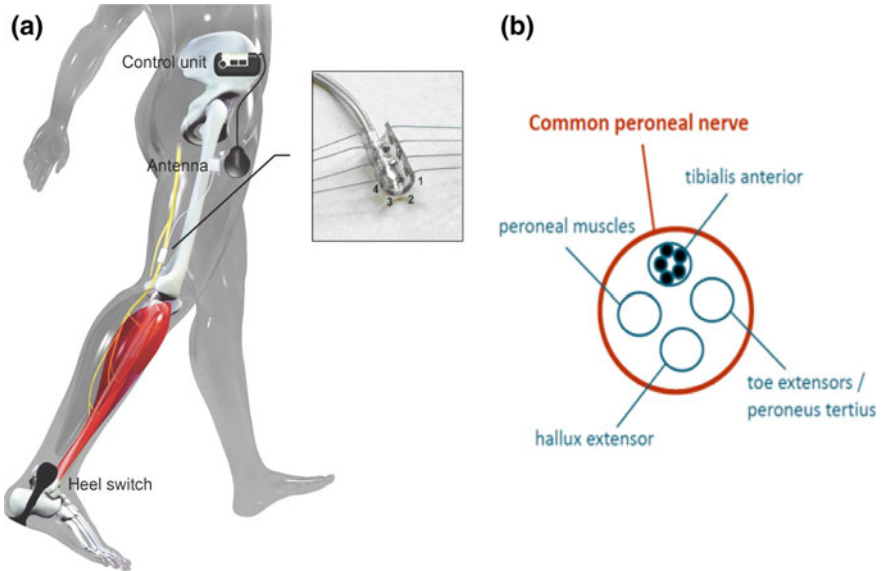 (a)
Control unit
Antenna
4
3
2
1
Heel switch
(b)
Common peroneal nerve
tibialis anterior
peroneal muscles
toe extensors /
peroneus tertius
hallux extensor